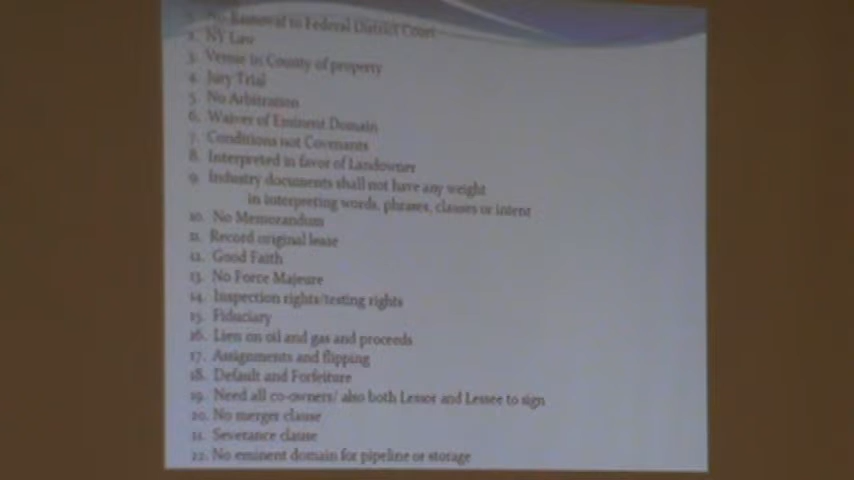 1. No Removal to Federal District Court
2. NY Law
3. Venue in County of property
4. Jury Trial
5. No Arbitration
6. Waiver of Eminent Domain
7. Conditions not Covenants
8. Interpreted in favor of Landowner
9. Industry documents shall not have any weight
in interpreting words, phrases, clauses or intent
10. No Memorandum
11. Record original lease
12. Good Faith
13. No Force Majeure
14. Inspection rights/testing rights
15. Fiduciary
16. Lien on oil and gas and proceeds
17. Assignments and flipping
18. Default and Forfeiture
19. Need all co-owners/ also both Lessor and Lessee to sign
20. No merger clause
21. Severance clause
22. No eminent domain for pipeline or storage